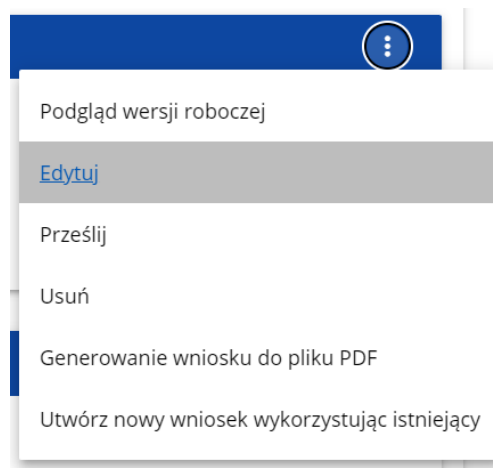 Podgląd wersji roboczej
Edytuj
Prześlij
Usuń
Generowanie wniosku do pliku PDF
Utwórz nowy wniosek wykorzystując istniejący